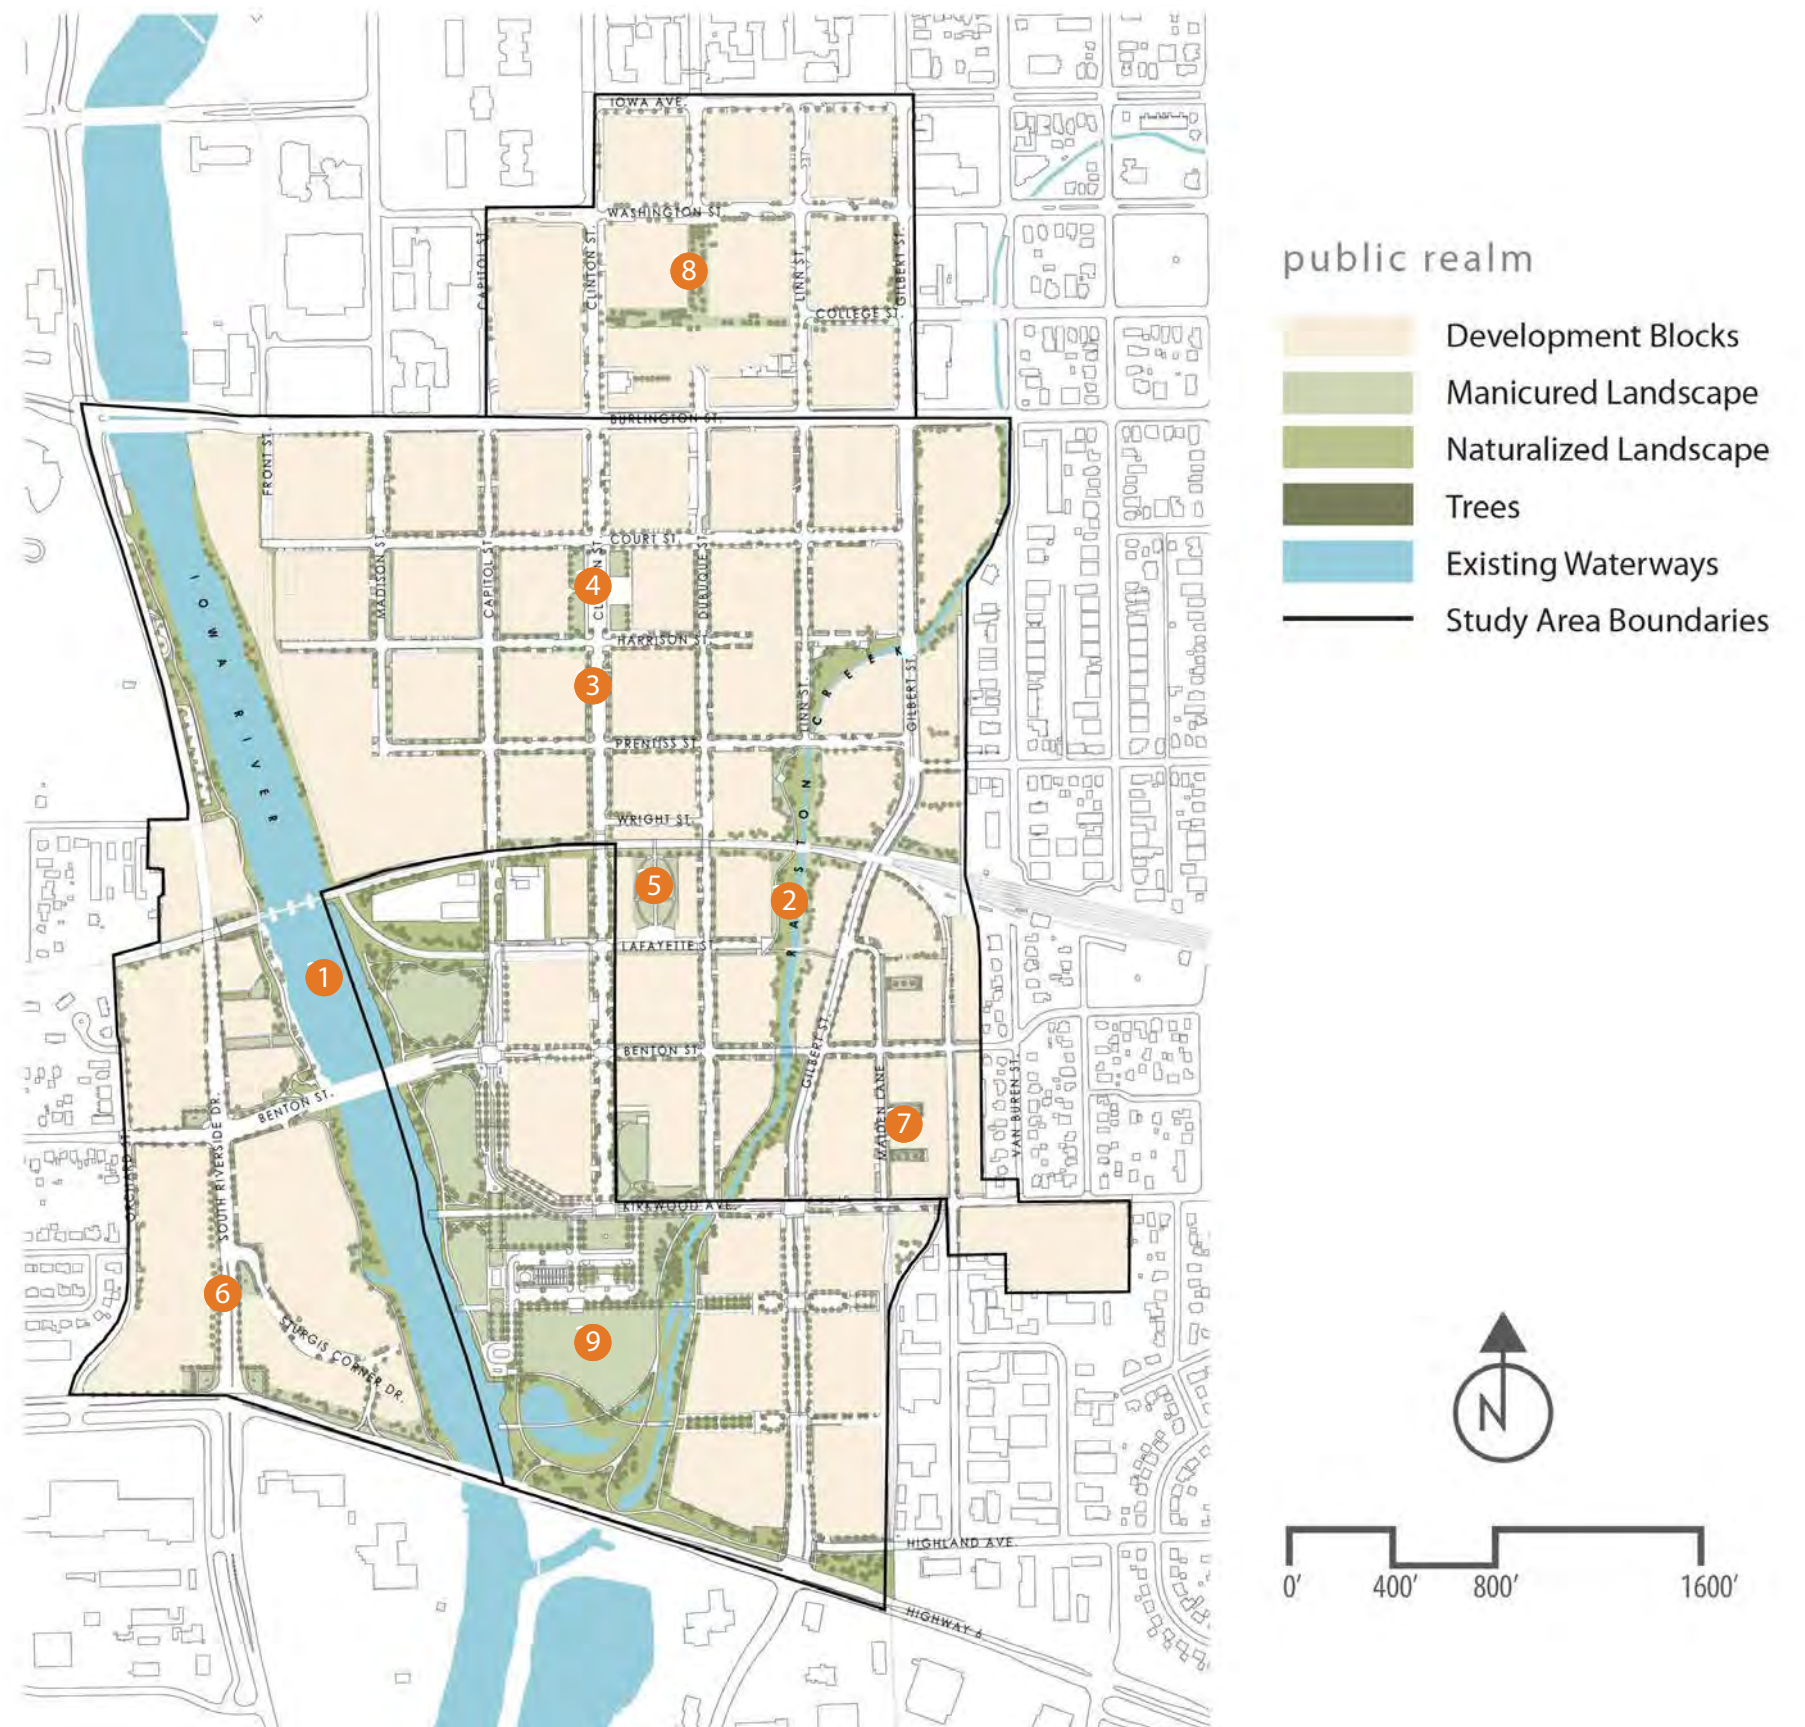 IOWA AVE.
WASHINGTON ST.
CAPITOL ST.
CLINTON ST.
8
LINN ST.
GILBERT ST.
COLLEGE ST.
BURLINGTON ST.
FRONT ST.
COURT ST.
MADISON ST.
CAPITOL ST.
4
DUBUQUE ST.
HARRISON ST.
IOWA RIVER
3
LINN ST.
GILBERT ST.
RALSTON CREEK
PRENTISS ST.
WRIGHT ST.
5
2
LAFAYETTE ST.
1
BENTON ST.
GILBERT ST.
MAIDEN LANE
7
VAN BUREN ST.
BENTON ST.
ORCHARD ST.
SOUTH RIVERSIDE DR.
KIRKWOOD AVE.
6
STURGIS CORNER DR.
9
HIGHLAND AVE.
HIGHWAY 6
public realm
Development Blocks
Manicured Landscape
Naturalized Landscape
Trees
Existing Waterways
Study Area Boundaries
N
0' 400' 800' 1600'